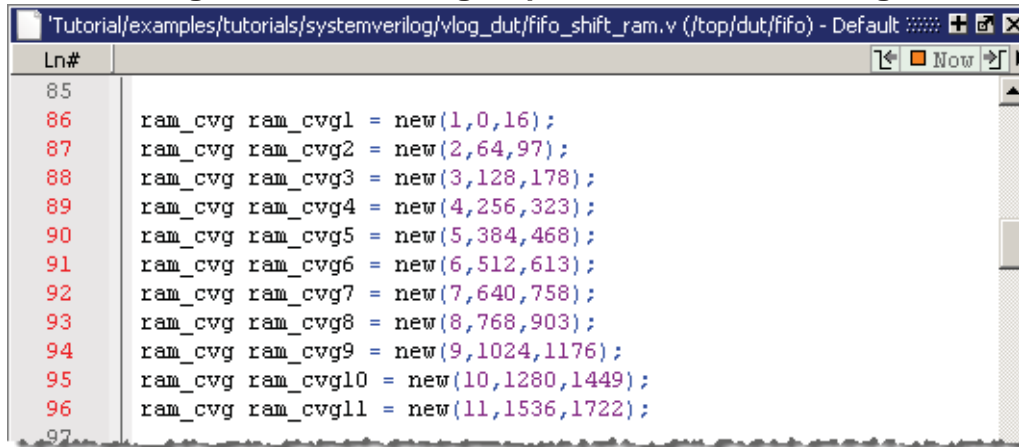 'Tutorial/examples/tutorials/systemverilog/vlog_dut/fifo_shift_ram.v (/top/dut/fifo) - Default
Ln#
Now
85
86 ram_cvg ram_cvg1 = new(1,0,16);
87 ram_cvg ram_cvg2 = new(2,64,97);
88 ram_cvg ram_cvg3 = new(3,128,178);
89 ram_cvg ram_cvg4 = new(4,256,323);
90 ram_cvg ram_cvg5 = new(5,384,468);
91 ram_cvg ram_cvg6 = new(6,512,613);
92 ram_cvg ram_cvg7 = new(7,640,758);
93 ram_cvg ram_cvg8 = new(8,768,903);
94 ram_cvg ram_cvg9 = new(9,1024,1176);
95 ram_cvg ram_cvg10 = new(10,1280,1449);
96 ram_cvg ram_cvg11 = new(11,1536,1722);
97